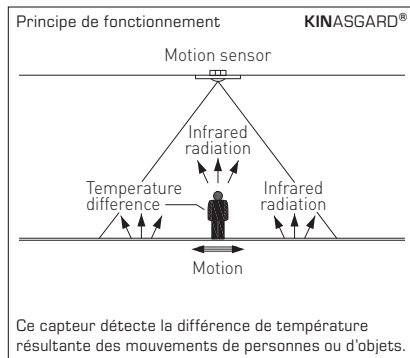 Principe de fonctionnement KINASGARD®
Motion sensor
Infrared
radiation
Temperature
difference
Infrared
radiation
Motion
Ce capteur détecte la différence de température
résultante des mouvements de personnes ou d'objets.